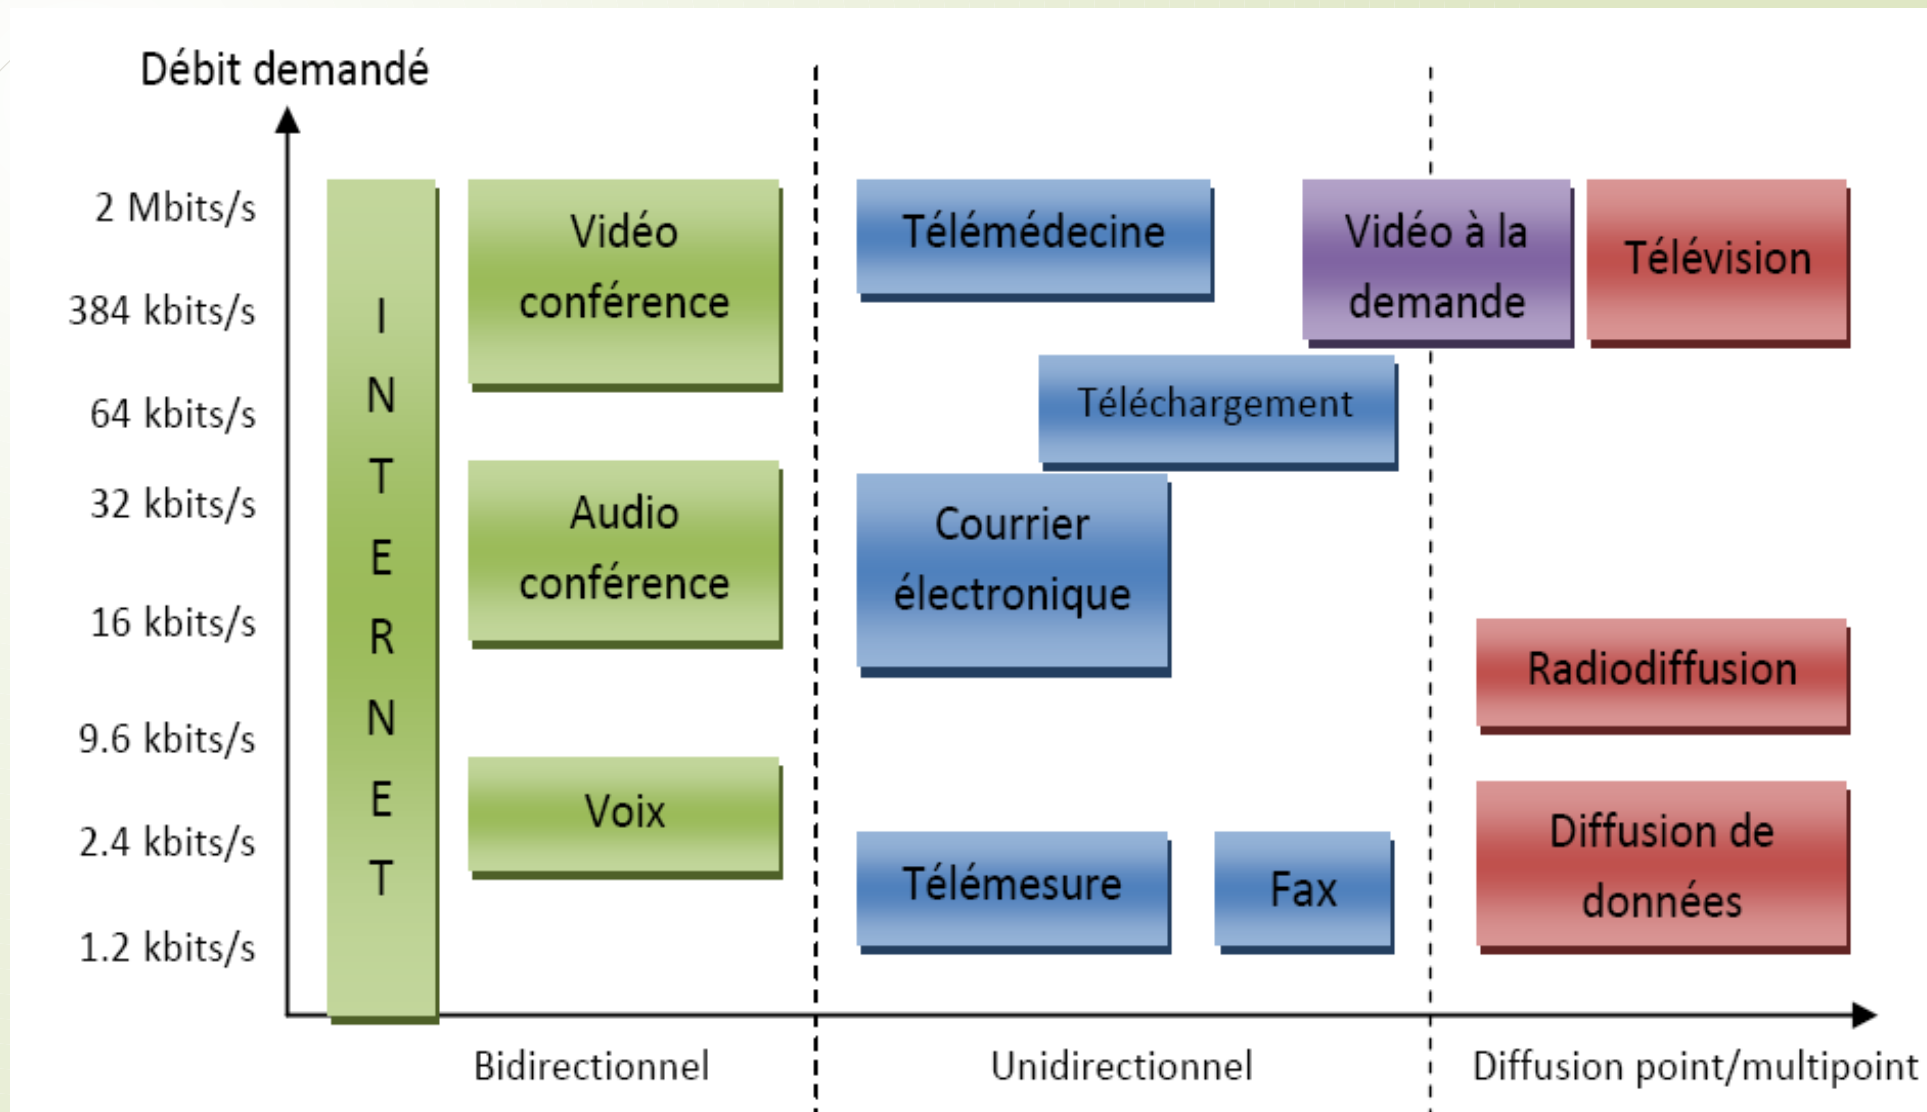 Débit demandé
2 Mbits/s
384 kbits/s
64 kbits/s
32 kbits/s
16 kbits/s
9.6 kbits/s
2.4 kbits/s
1.2 kbits/s
I
N
T
E
R
N
E
T
Vidéo
conférence
Audio
conférence
Voix
Télémédecine
Téléchargement
Courrier
électronique
Télémesure
Fax
Vidéo à la
demande
Télévision
Radiodiffusion
Diffusion de
données
Bidirectionnel
Unidirectionnel
Diffusion point/multipoint